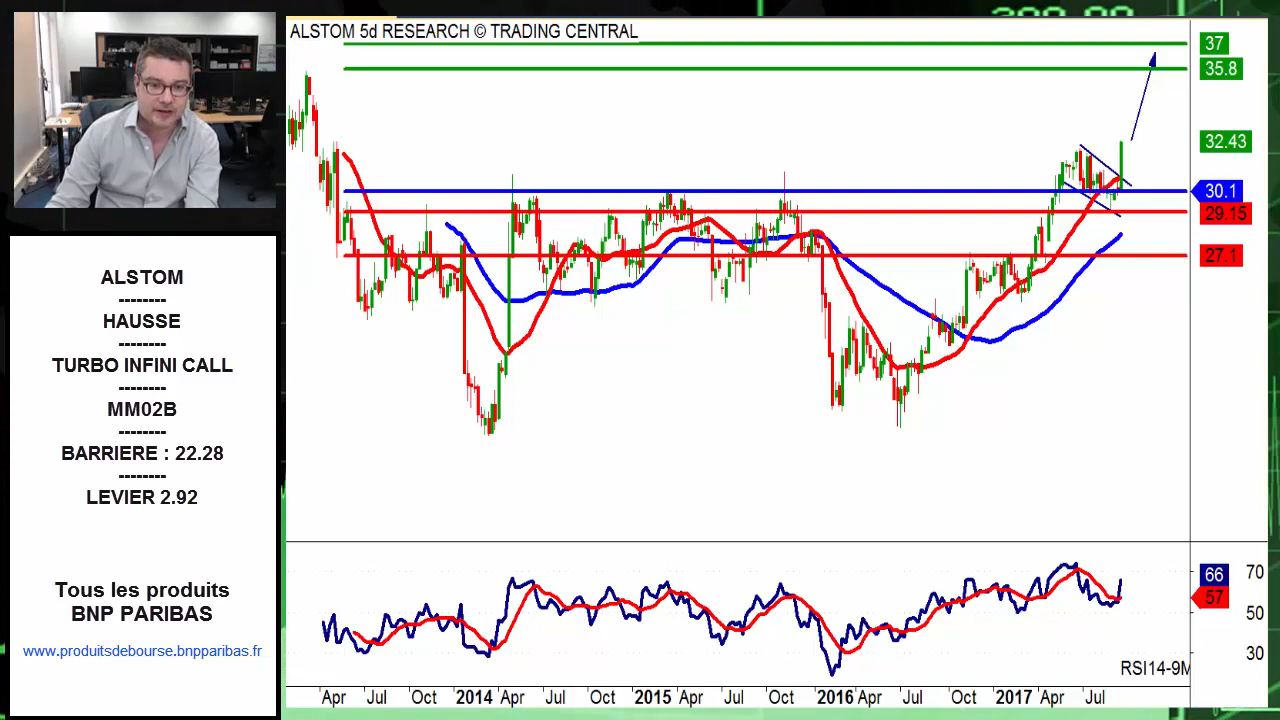 ALSTOM 5d RESEARCH © TRADING CENTRAL
37
35.8
32.43
30.1
29.15
27.1
ALSTOM
--------
HAUSSE
--------
TURBO INFINI CALL
--------
MM02B
--------
BARRIERE : 22.28
--------
LEVIER 2.92
Tous les produits
BNP PARIBAS
www.produitsdebourse.bnpparibas.fr
66
70
57
50
30
RSI14-9M
Apr Jul Oct 2014 Apr Jul Oct 2015 Apr Jul Oct 2016 Apr Jul Oct 2017 Apr Jul